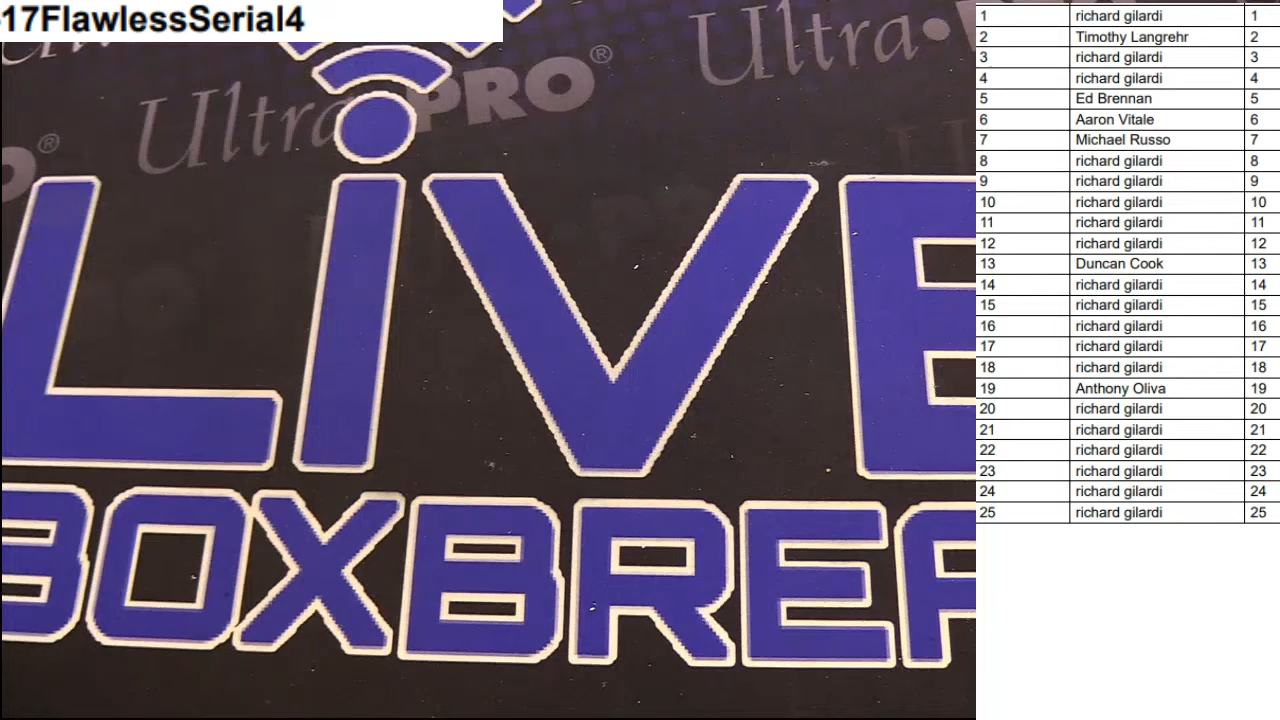 17FlawlessSerial4
Ultra PRO®
Ultra•
LiVE
BOXBREA
1 richard gilardi 1
2 Timothy Langrehr 2
3 richard gilardi 3
4 richard gilardi 4
5 Ed Brennan 5
6 Aaron Vitale 6
7 Michael Russo 7
8 richard gilardi 8
9 richard gilardi 9
10 richard gilardi 10
11 richard gilardi 11
12 richard gilardi 12
13 Duncan Cook 13
14 richard gilardi 14
15 richard gilardi 15
16 richard gilardi 16
17 richard gilardi 17
18 richard gilardi 18
19 Anthony Oliva 19
20 richard gilardi 20
21 richard gilardi 21
22 richard gilardi 22
23 richard gilardi 23
24 richard gilardi 24
25 richard gilardi 25